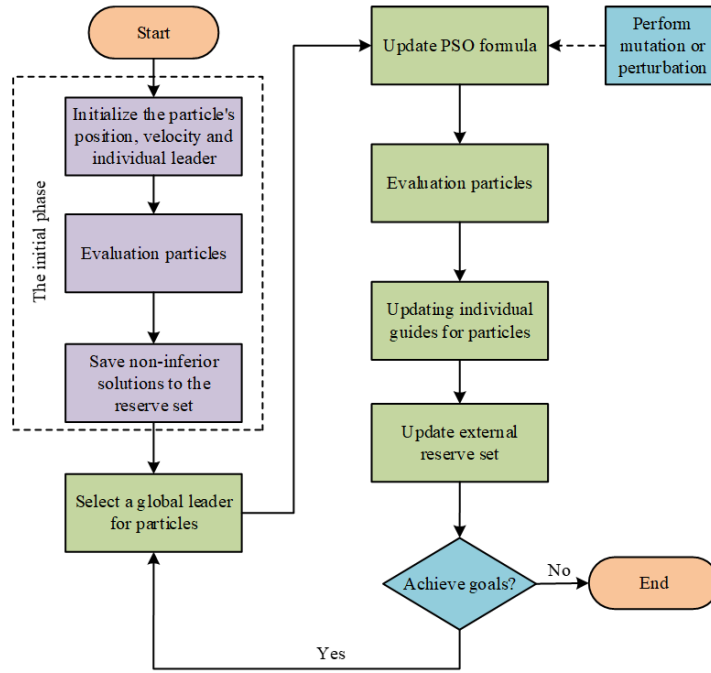 Start
The initial phase
Initialize the particle's
position, velocity and
individual leader
Evaluation particles
Save non-inferior
solutions to the
reserve set
Select a global leader
for particles
Update PSO formula
Perform
mutation or
perturbation
Evaluation particles
Updating individual
guides for particles
Update external
reserve set
Achieve goals?
No
End
Yes